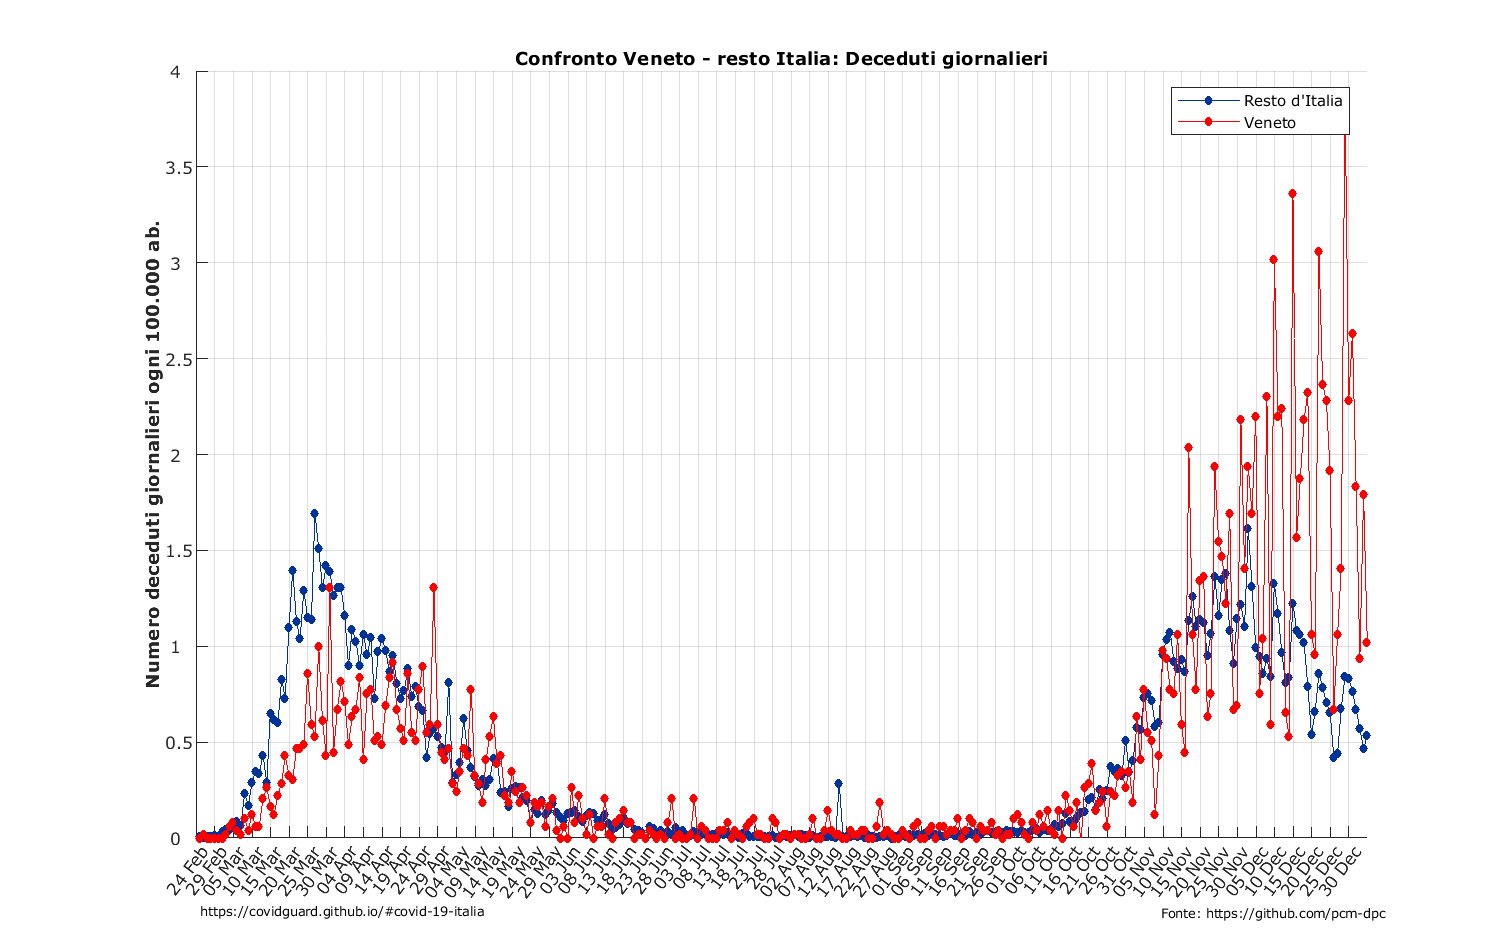 Confronto Veneto - resto Italia: Deceduti giornalieri
Resto d'Italia
Veneto
Numero deceduti giornalieri ogni 100.000 ab.
4
3.5
3
2.5
2
1.5
1
0.5
0
24 Feb
29 Feb
05 Mar
10 Mar
15 Mar
20 Mar
25 Mar
30 Mar
04 Apr
09 Apr
14 Apr
19 Apr
24 Apr
29 Apr
04 May
09 May
14 May
19 May
24 May
29 May
03 Jun
08 Jun
13 Jun
18 Jun
23 Jun
28 Jun
03 Jul
08 Jul
13 Jul
18 Jul
23 Jul
28 Jul
02 Aug
07 Aug
12 Aug
17 Aug
22 Aug
27 Aug
01 Sep
06 Sep
11 Sep
16 Sep
21 Sep
26 Sep
01 Oct
06 Oct
11 Oct
16 Oct
21 Oct
26 Oct
31 Oct
05 Nov
10 Nov
15 Nov
20 Nov
25 Nov
30 Nov
05 Dec
10 Dec
15 Dec
20 Dec
25 Dec
30 Dec
https://covidguard.github.io/#covid-19-italia
Fonte: https://github.com/pcm-dpc